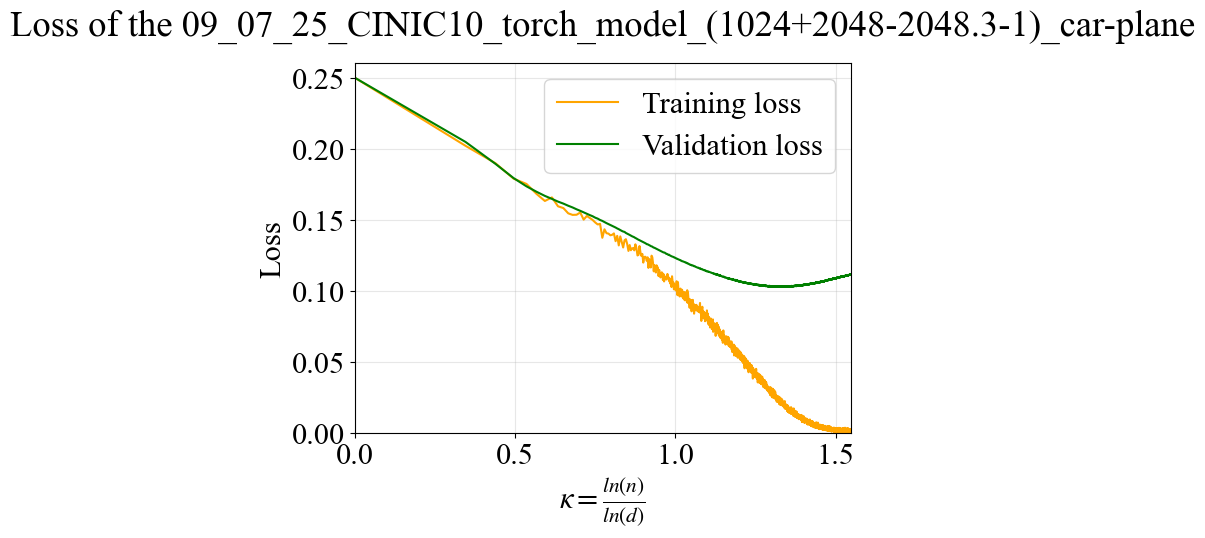 Loss of the 09_07_25_CINIC10_torch_model_(1024+2048-2048.3-1)_car-plane
0.25
0.20
0.15
0.10
0.05
0.00
Loss
Training loss
Validation loss
0.0 0.5 1.0 1.5
κ = ln(n) / ln(d)